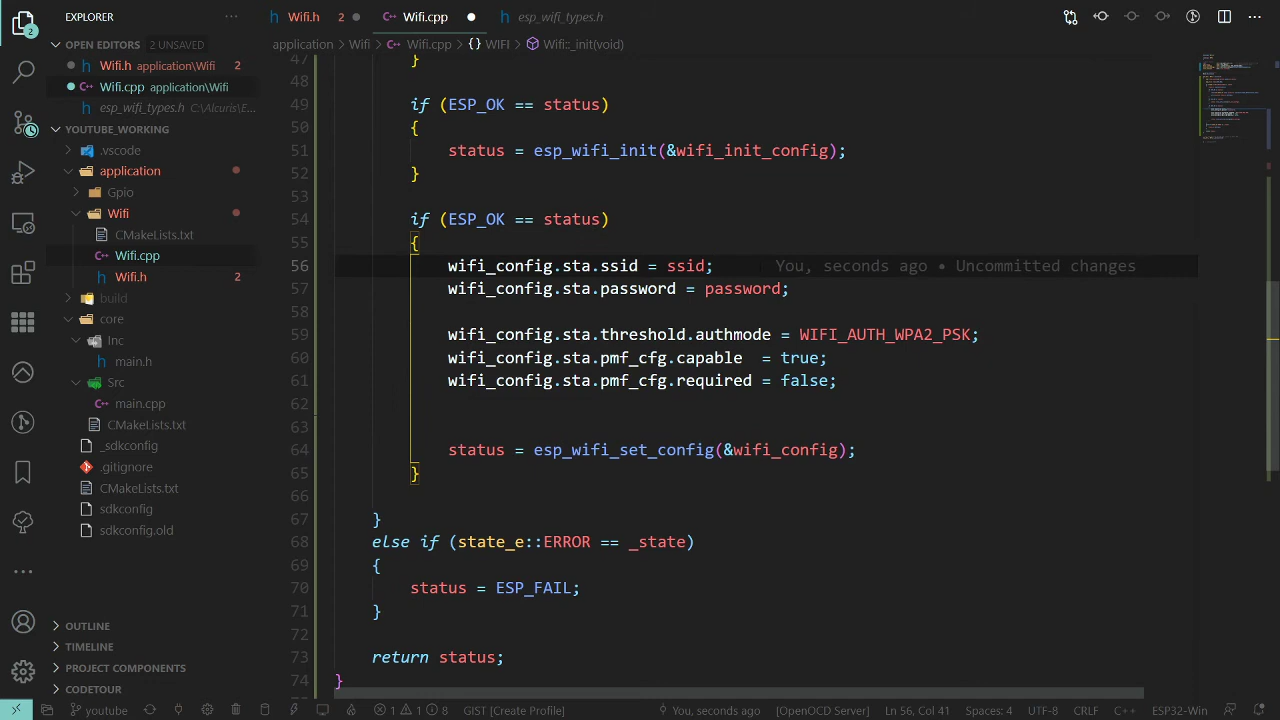 EXPLORER
Wifi.h 2
Wifi.cpp
esp_wifi_types.h
OPEN EDITORS 2 UNSAVED
application > Wifi > Wifi.cpp > {} WIFI > Wifi::_init(void)
Wifi.h application\Wifi 2
Wifi.cpp application\Wifi
esp_wifi_types.h C:\Alcuris\E...
YOUTUBE_WORKING
.vscode
application
Gpio
Wifi
CMakeLists.txt
Wifi.cpp
Wifi.h 2
build
core
Inc
main.h
Src
main.cpp
CMakeLists.txt
_sdkconfig
.gitignore
CMakeLists.txt
sdkconfig
sdkconfig.old
OUTLINE
TIMELINE
PROJECT COMPONENTS
CODETOUR
47 }
48
49 if (ESP_OK == status)
50 {
51 status = esp_wifi_init(&wifi_init_config);
52 }
53
54 if (ESP_OK == status)
55 {
56 wifi_config.sta.ssid = ssid; You, seconds ago • Uncommitted changes
57 wifi_config.sta.password = password;
58
59 wifi_config.sta.threshold.authmode = WIFI_AUTH_WPA2_PSK;
60 wifi_config.sta.pmf_cfg.capable = true;
61 wifi_config.sta.pmf_cfg.required = false;
62
63
64 status = esp_wifi_set_config(&wifi_config);
65 }
66
67 }
68 else if (state_e::ERROR == _state)
69 {
70 status = ESP_FAIL;
71 }
72
73 return status;
74 }
youtube 1 1 8 GIST [Create Profile] You, seconds ago [OpenOCD Server] Ln 56, Col 41 Spaces: 4 UTF-8 CRLF C++ ESP32-Win